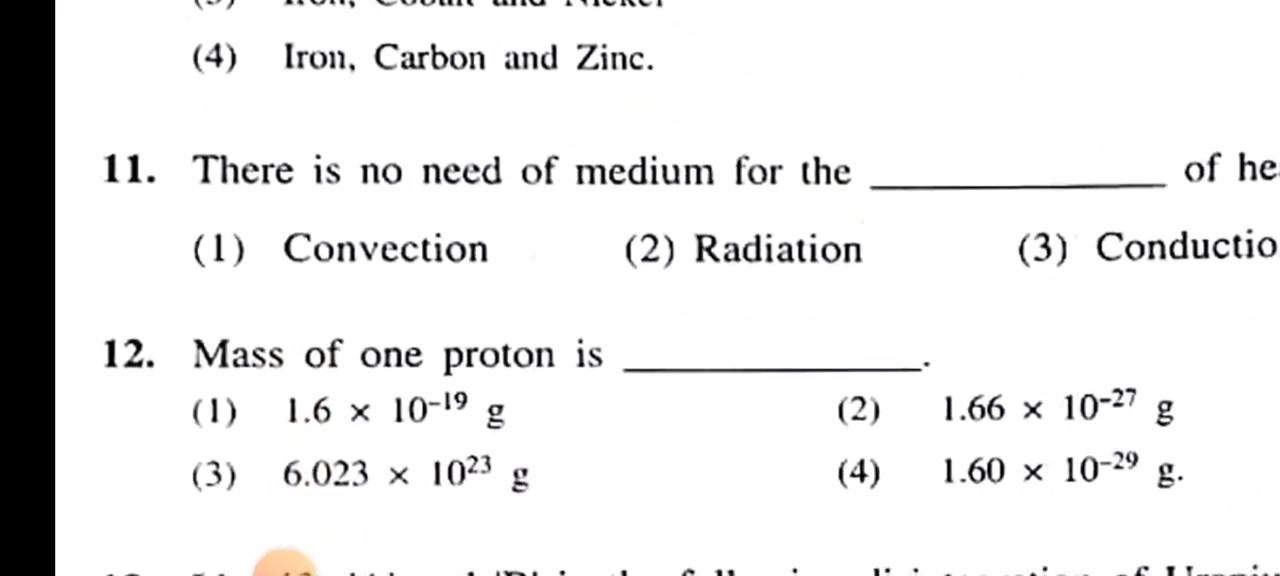 (4) Iron, Carbon and Zinc.
11. There is no need of medium for the ____________ of he
(1) Convection (2) Radiation (3) Conductio
12. Mass of one proton is ____________.
(1) 1.6 × 10⁻¹⁹ g (2) 1.66 × 10⁻²⁷ g
(3) 6.023 × 10²³ g (4) 1.60 × 10⁻²⁹ g.